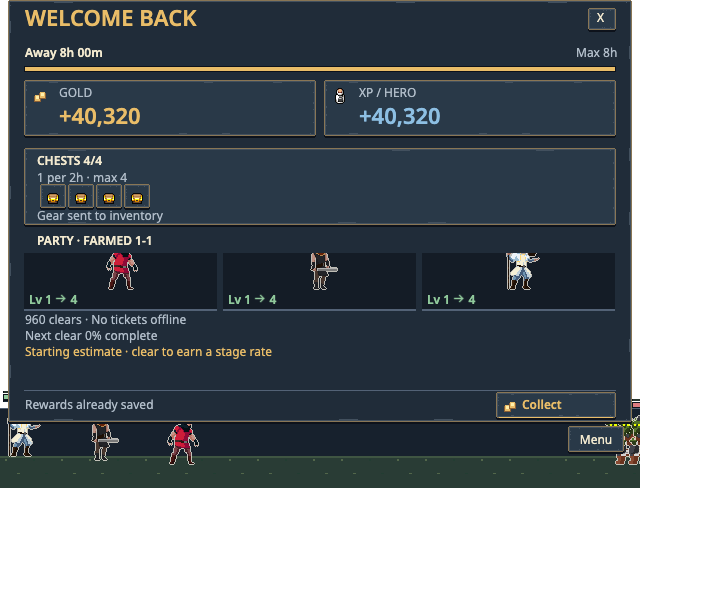 WELCOME BACK
X
Away 8h 00m
Max 8h
GOLD
+40,320
XP / HERO
+40,320
CHESTS 4/4
1 per 2h · max 4
Gear sent to inventory
PARTY · FARMED 1-1
Lv 1 → 4
Lv 1 → 4
Lv 1 → 4
960 clears · No tickets offline
Next clear 0% complete
Starting estimate · clear to earn a stage rate
Rewards already saved
Collect
Menu